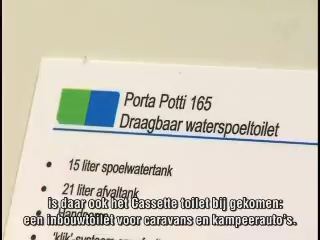 Porta Potti 165
Draagbaar waterspoeltoilet
• 15 liter spoelwatertank
• 21 liter afvaltank
is daar ook het Cassette toilet bij gekomen:
een inbouwtoilet voor caravans en kampeerauto's.